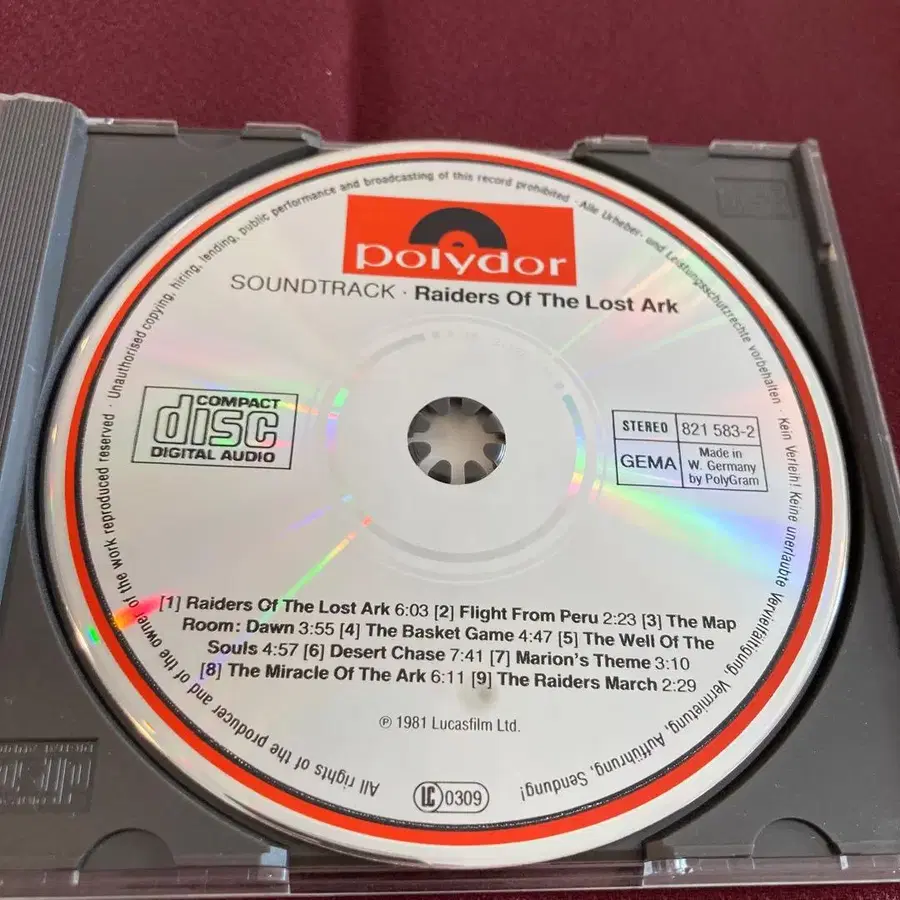 polydor
SOUNDTRACK · Raiders Of The Lost Ark
COMPACT
disc
DIGITAL AUDIO
STEREO 821 583-2
GEMA Made in
W. Germany
by PolyGram
[1] Raiders Of The Lost Ark 6:03 [2] Flight From Peru 2:23 [3] The Map
Room: Dawn 3:55 [4] The Basket Game 4:47 [5] The Well Of The
Souls 4:57 [6] Desert Chase 7:41 [7] Marion's Theme 3:10
[8] The Miracle Of The Ark 6:11 [9] The Raiders March 2:29
℗ 1981 Lucasfilm Ltd.
LC 0309
All rights of the producer and of the owner of the work reproduced reserved · Unauthorised copying, hiring, lending, public performance and broadcasting of this record prohibited · Alle Urheber- und Leistungsschutzrechte vorbehalten · Kein Verleih! Keine unerlaubte Vervielfältigung, Vermietung, Aufführung, Sendung!